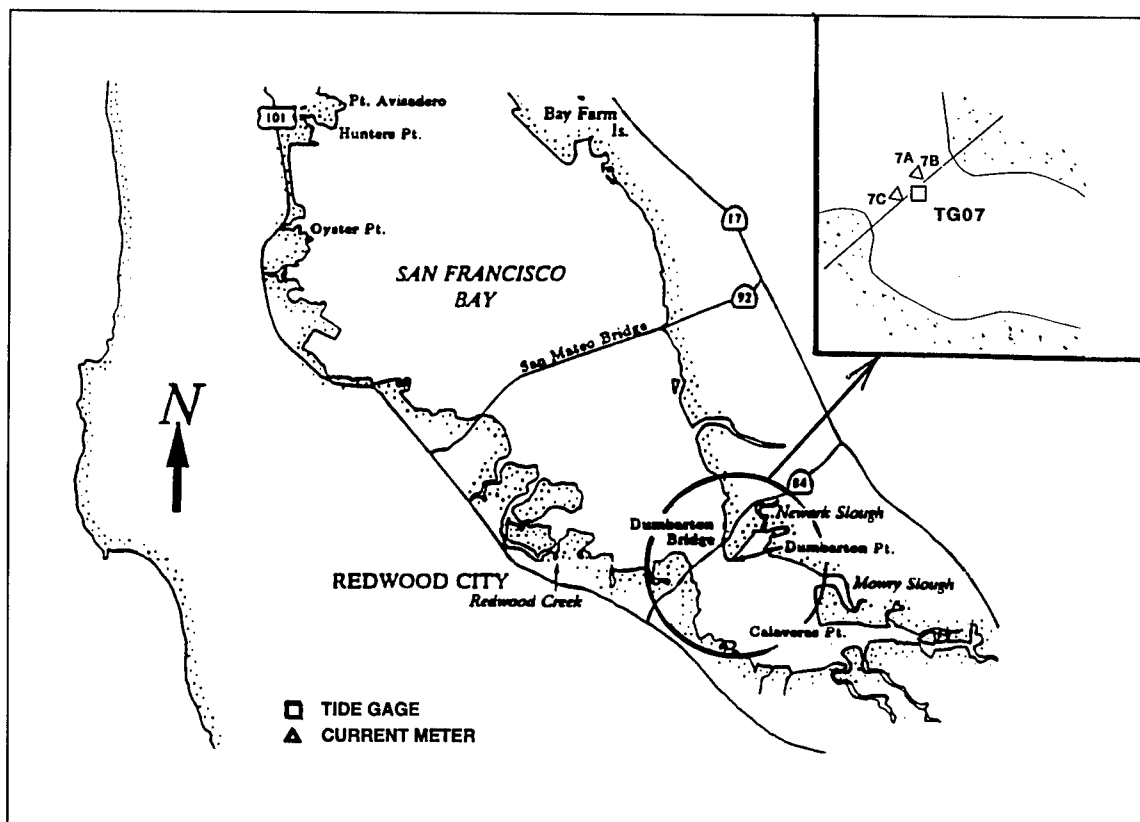 Pt. Avisadero
101
Hunters Pt.
Bay Farm
Is.
7A
7B
7C
TG07
Oyster Pt.
17
SAN FRANCISCO
BAY
92
San Mateo Bridge
N
84
Newark Slough
Dumbarton
Bridge
Dumbarton Pt.
REDWOOD CITY
Redwood Creek
Mowry Slough
Calaveras Pt.
TIDE GAGE
CURRENT METER